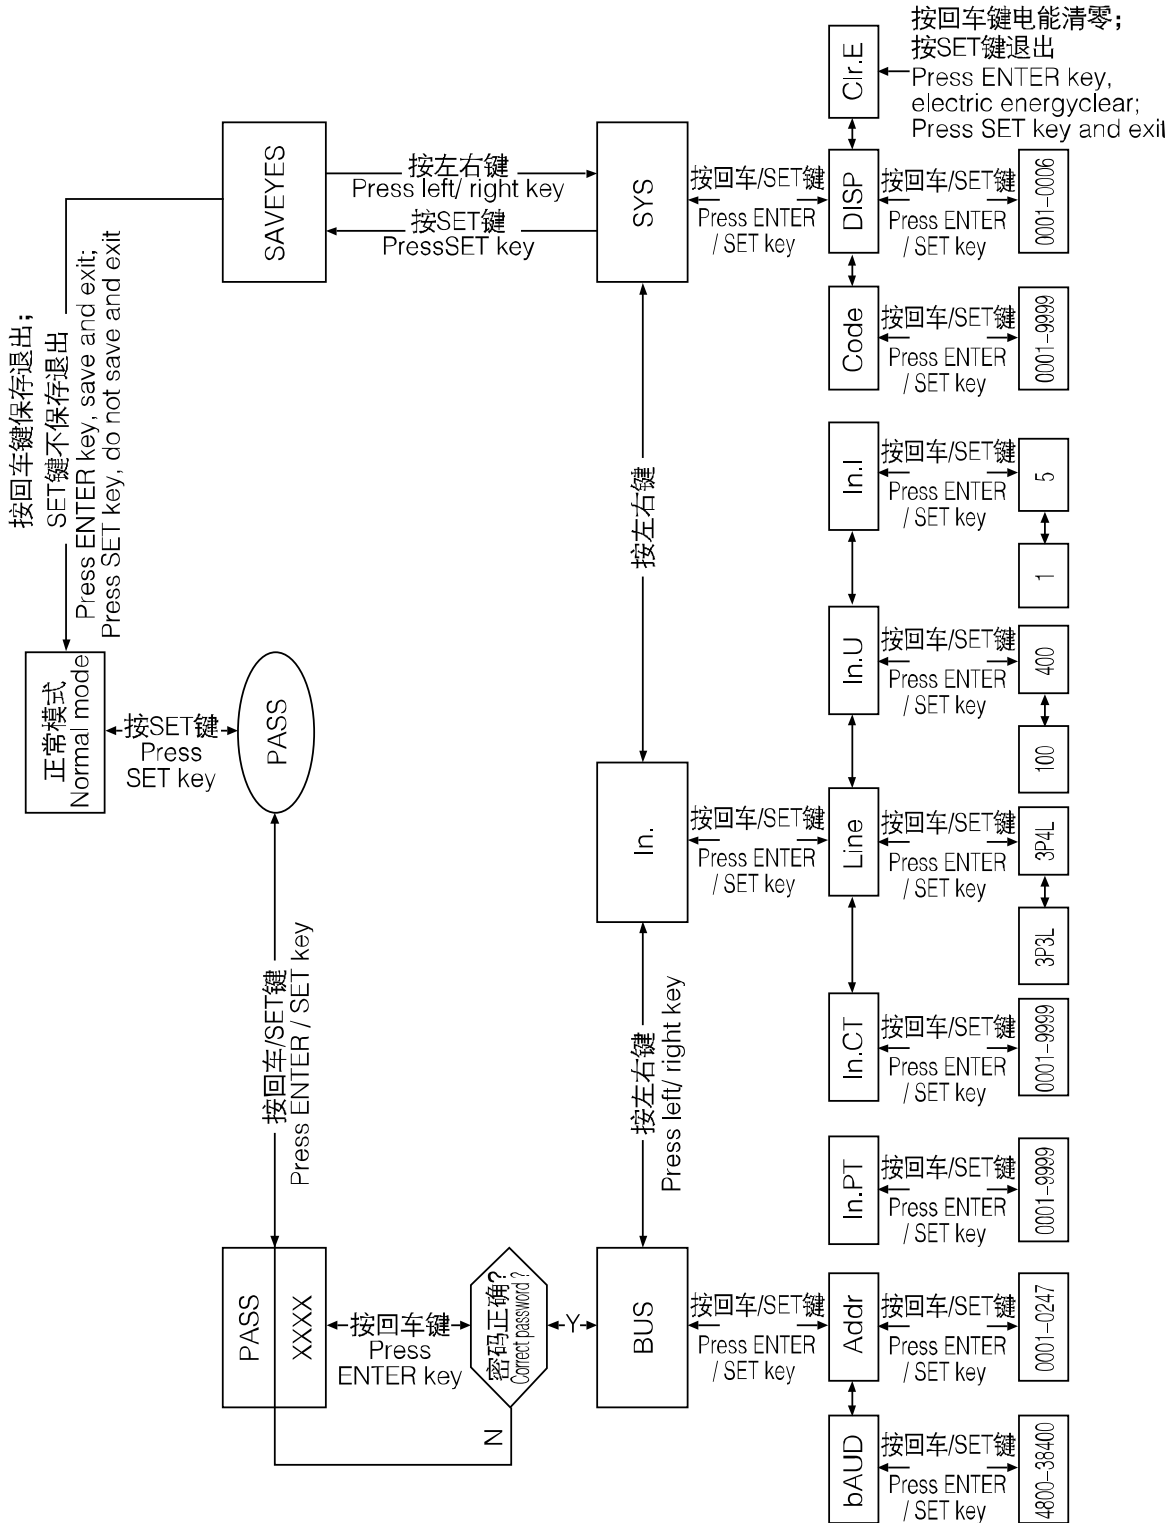 按回车键电能清零；
按SET键退出
Press ENTER key,
electric energyclear;
Press SET key and exit
Clr.E
SAVEYES
按左右键
Press left/ right key
按SET键
PressSET key
SYS
按回车/SET键
Press ENTER
/ SET key
DISP
按回车/SET键
Press ENTER
/ SET key
0001-0006
Code
按回车/SET键
Press ENTER
/ SET key
0001-9999
按回车键保存退出；
SET键不保存退出
Press ENTER key, save and exit;
Press SET key, do not save and exit
正常模式
Normal mode
按SET键
Press
SET key
PASS
按左右键
In.I
按回车/SET键
Press ENTER
/ SET key
5
1
In.U
按回车/SET键
Press ENTER
/ SET key
400
100
In.
按回车/SET键
Press ENTER
/ SET key
Line
按回车/SET键
Press ENTER
/ SET key
3P4L
3P3L
按回车/SET键
Press ENTER / SET key
按左右键
Press left/ right key
In.CT
按回车/SET键
Press ENTER
/ SET key
0001-9999
In.PT
按回车/SET键
Press ENTER
/ SET key
0001-9999
PASS
XXXX
按回车键
Press
ENTER key
密码正确?
Correct password ?
Y
N
BUS
按回车/SET键
Press ENTER
/ SET key
Addr
按回车/SET键
Press ENTER
/ SET key
0001-0247
bAUD
按回车/SET键
Press ENTER
/ SET key
4800-38400